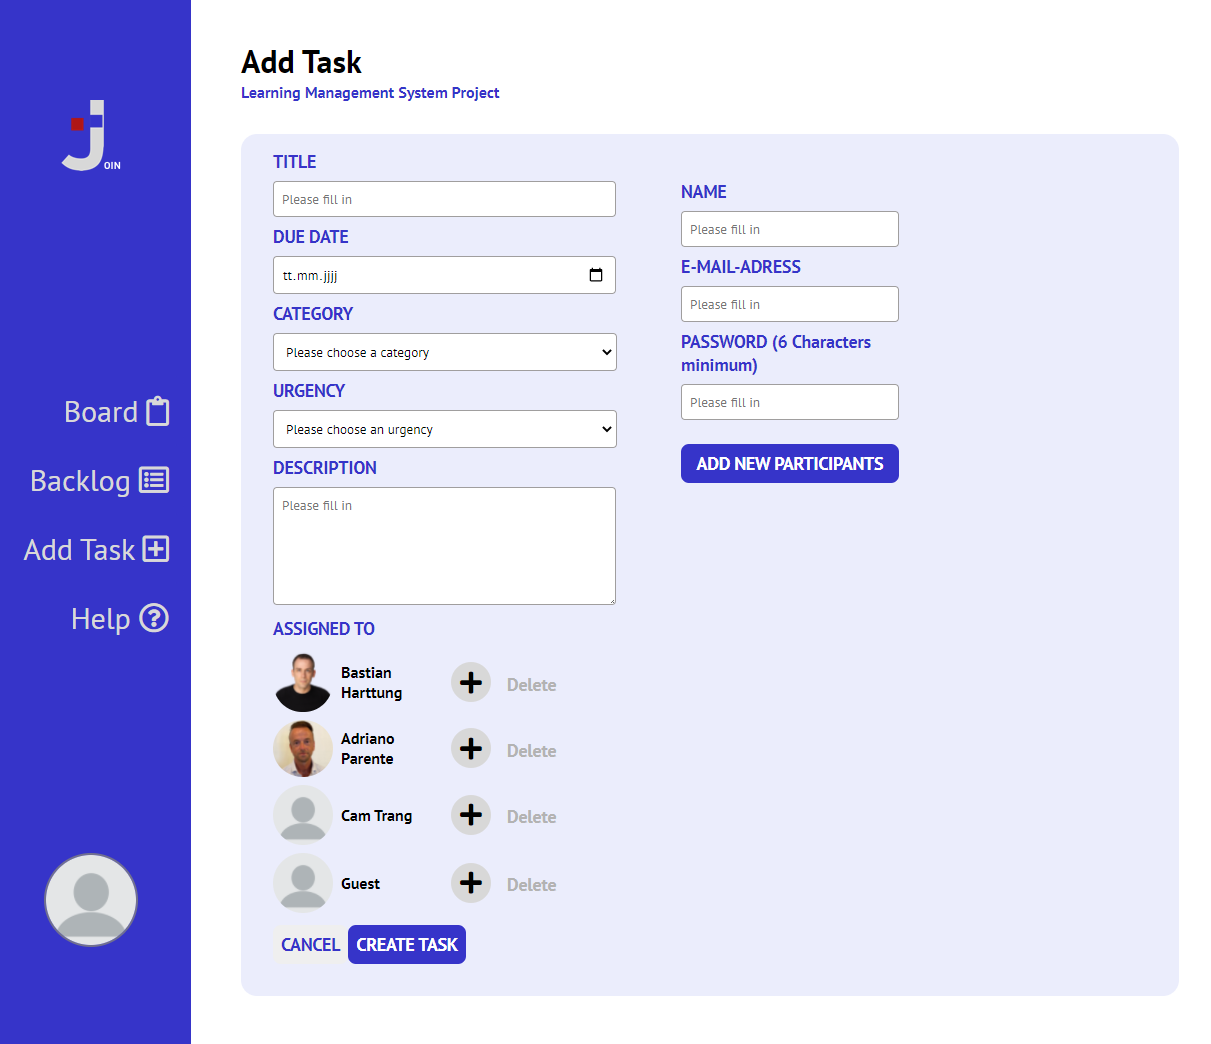 OIN
Board
Backlog
Add Task
Help
Add Task
Learning Management System Project
TITLE
Please fill in
DUE DATE
tt.mm.jjjj
CATEGORY
Please choose a category
URGENCY
Please choose an urgency
DESCRIPTION
Please fill in
ASSIGNED TO
Bastian
Harttung
Delete
Adriano
Parente
Delete
Cam Trang
Delete
Guest
Delete
CANCEL
CREATE TASK
NAME
Please fill in
E-MAIL-ADRESS
Please fill in
PASSWORD (6 Characters
minimum)
Please fill in
ADD NEW PARTICIPANTS